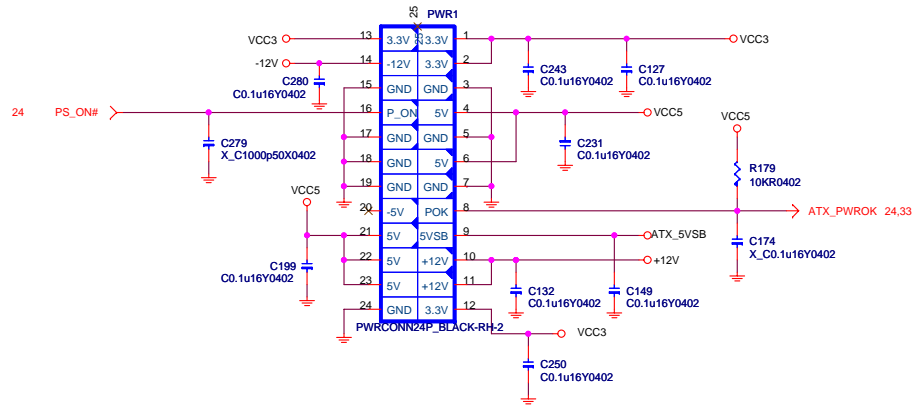 25
PWR1
25X
VCC3 13 3.3V 3.3V 1 VCC3
-12V 14 -12V 3.3V 2
C280
C0.1u16Y0402
C243
C0.1u16Y0402
C127
C0.1u16Y0402
15 GND GND 3
24 PS_ON# 16 P_ON 5V 4 VCC5
VCC5
C279
X_C1000p50X0402
17 GND GND 5
C231
C0.1u16Y0402
18 GND 5V 6
R179
10KR0402
19 GND GND 7
VCC5
20 -5V POK 8 ATX_PWROK 24,33
21 5V 5VSB 9 ATX_5VSB
C174
X_C0.1u16Y0402
22 5V +12V 10 +12V
C199
C0.1u16Y0402
23 5V +12V 11
C132
C0.1u16Y0402
C149
C0.1u16Y0402
24 GND 3.3V 12
PWRCONN24P_BLACK-RH-2
VCC3
C250
C0.1u16Y0402